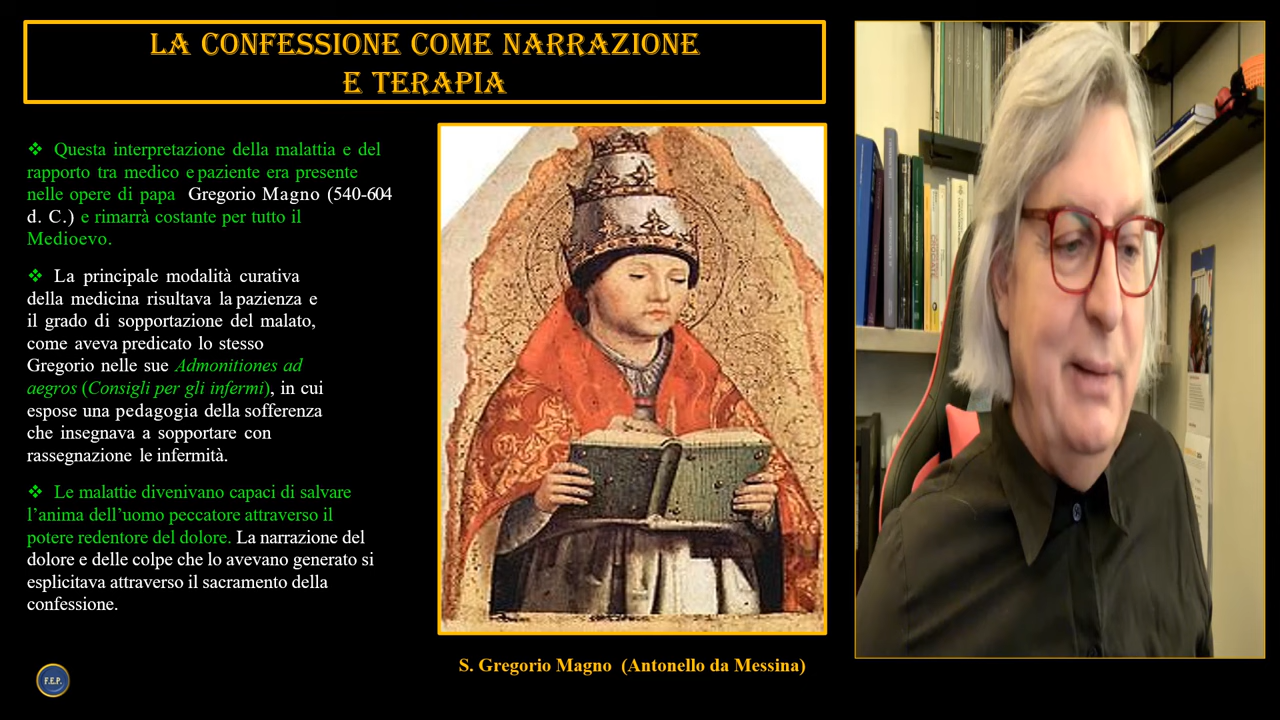 LA CONFESSIONE COME NARRAZIONE
E TERAPIA
❖ Questa interpretazione della malattia e del
rapporto tra medico e paziente era presente
nelle opere di papa Gregorio Magno (540-604
d. C.) e rimarrà costante per tutto il
Medioevo.
❖ La principale modalità curativa
della medicina risultava la pazienza e
il grado di sopportazione del malato,
come aveva predicato lo stesso
Gregorio nelle sue Admonitiones ad
aegros (Consigli per gli infermi), in cui
espose una pedagogia della sofferenza
che insegnava a sopportare con
rassegnazione le infermità.
❖ Le malattie divenivano capaci di salvare
l’anima dell’uomo peccatore attraverso il
potere redentore del dolore. La narrazione del
dolore e delle colpe che lo avevano generato si
esplicitava attraverso il sacramento della
confessione.
S. Gregorio Magno (Antonello da Messina)
F.E.P.